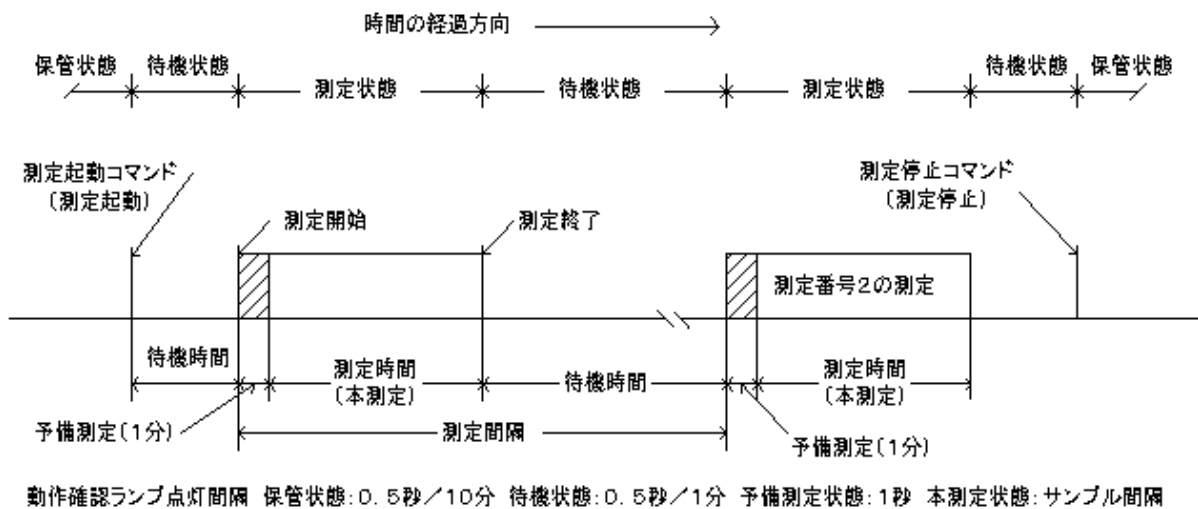 時間の経過方向
保管状態
待機状態
測定状態
待機状態
測定状態
待機状態
保管状態
測定起動コマンド
(測定起動)
測定開始
測定終了
測定停止コマンド
(測定停止)
測定番号2の測定
待機時間
測定時間
(本測定)
待機時間
測定時間
(本測定)
予備測定(1分)
測定間隔
予備測定(1分)
動作確認ランプ点灯間隔 保管状態:0.5秒/10分 待機状態:0.5秒/1分 予備測定状態:1秒 本測定状態:サンプル間隔